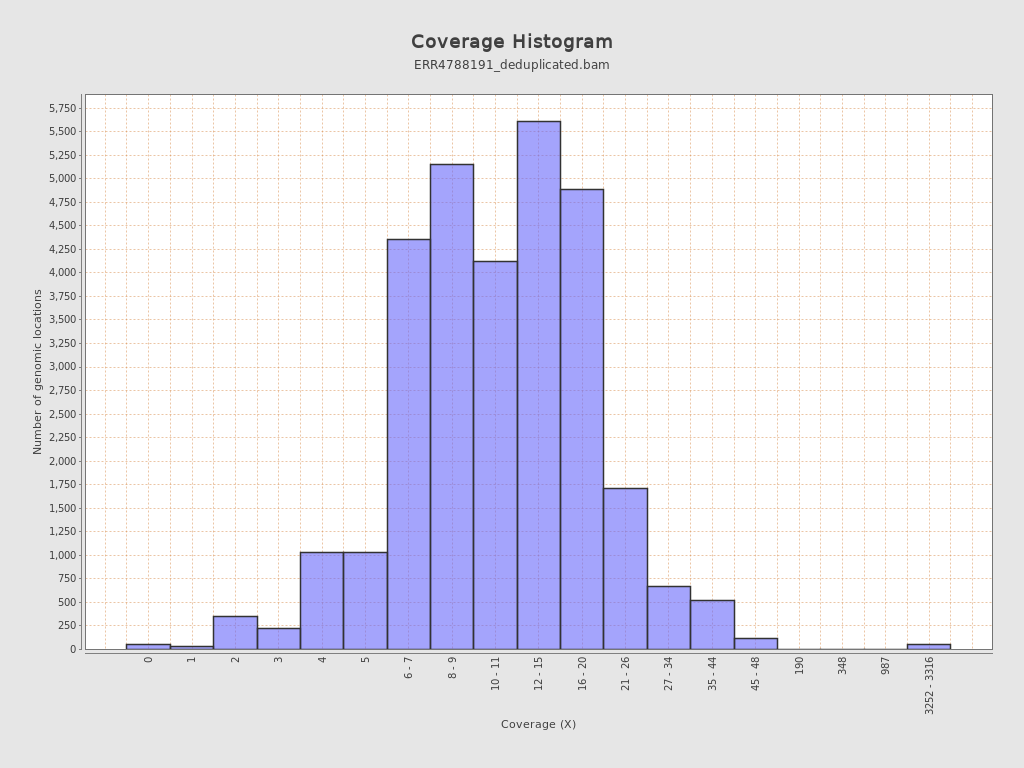 Coverage Histogram
ERR4788191_deduplicated.bam
Number of genomic locations
5,750
5,500
5,250
5,000
4,750
4,500
4,250
4,000
3,750
3,500
3,250
3,000
2,750
2,500
2,250
2,000
1,750
1,500
1,250
1,000
750
500
250
0
0
1
2
3
4
5
6 - 7
8 - 9
10 - 11
12 - 15
16 - 20
21 - 26
27 - 34
35 - 44
45 - 48
190
348
987
3252 - 3316
Coverage (X)